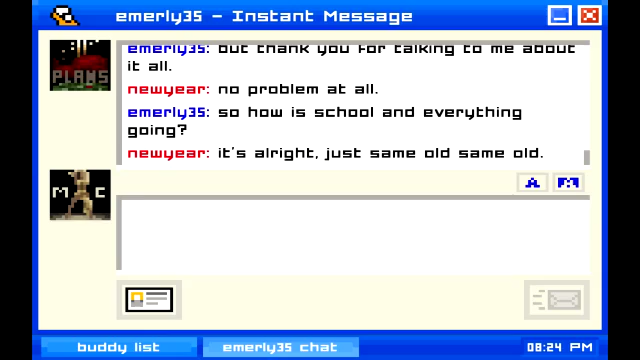 emerly35 - Instant Message
emerly35: but thank you for talking to me about
it all.
newyear: no problem at all.
emerly35: so how is school and everything
going?
newyear: it's alright, just same old same old.
PLANS
M C
A
buddy list
emerly35 chat
08:24 PM